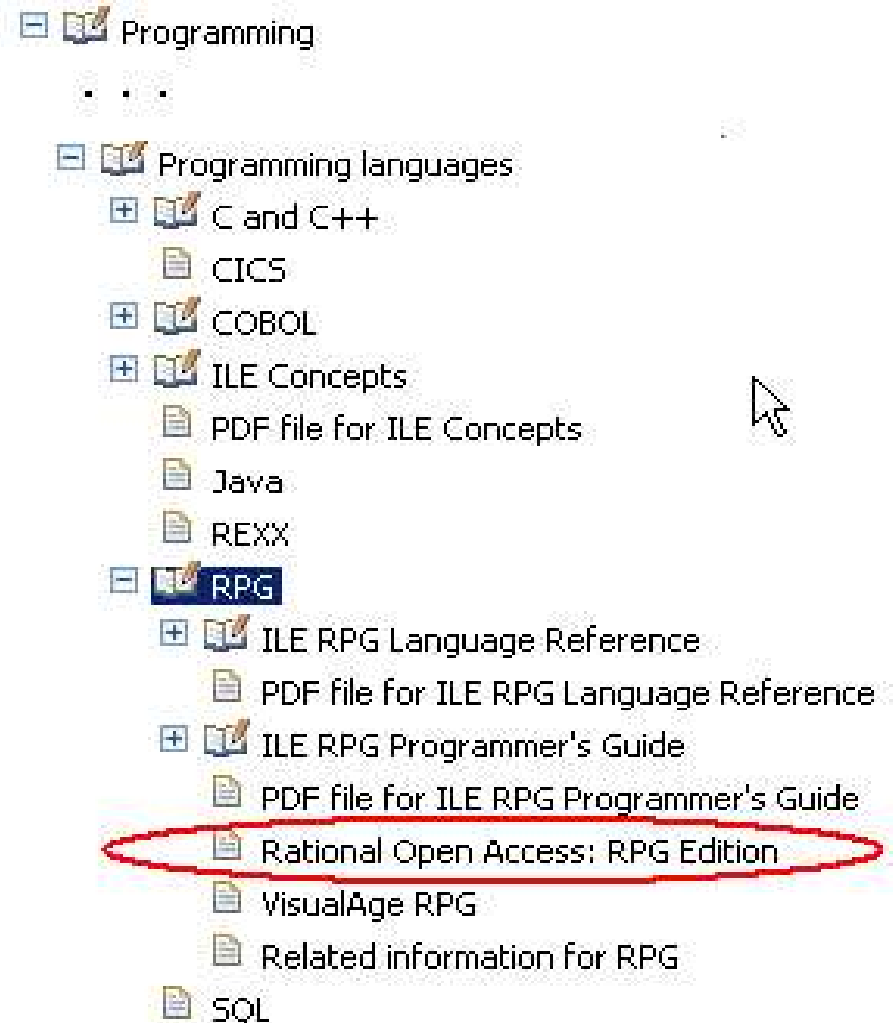 Programming
. . .
Programming languages
C and C++
CICS
COBOL
ILE Concepts
PDF file for ILE Concepts
Java
REXX
RPG
ILE RPG Language Reference
PDF file for ILE RPG Language Reference
ILE RPG Programmer's Guide
PDF file for ILE RPG Programmer's Guide
Rational Open Access: RPG Edition
VisualAge RPG
Related information for RPG
SQL